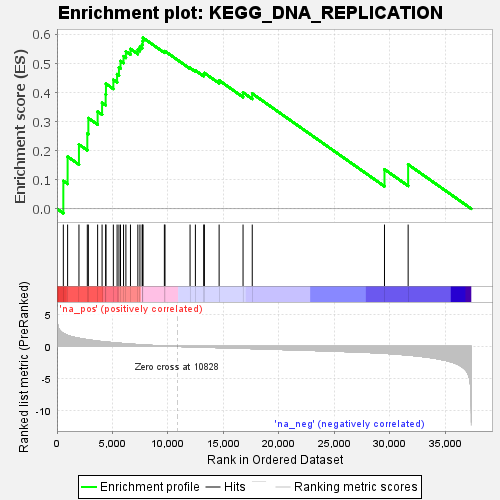 Enrichment plot: KEGG_DNA_REPLICATION
Enrichment score (ES)
0.6
0.5
0.4
0.3
0.2
0.1
0.0
'na_pos' (positively correlated)
Ranked list metric (PreRanked)
5
0
-5
-10
Zero cross at 10828
'na_neg' (negatively correlated)
0 5,000 10,000 15,000 20,000 25,000 30,000 35,000
Rank in Ordered Dataset
Enrichment profile Hits Ranking metric scores